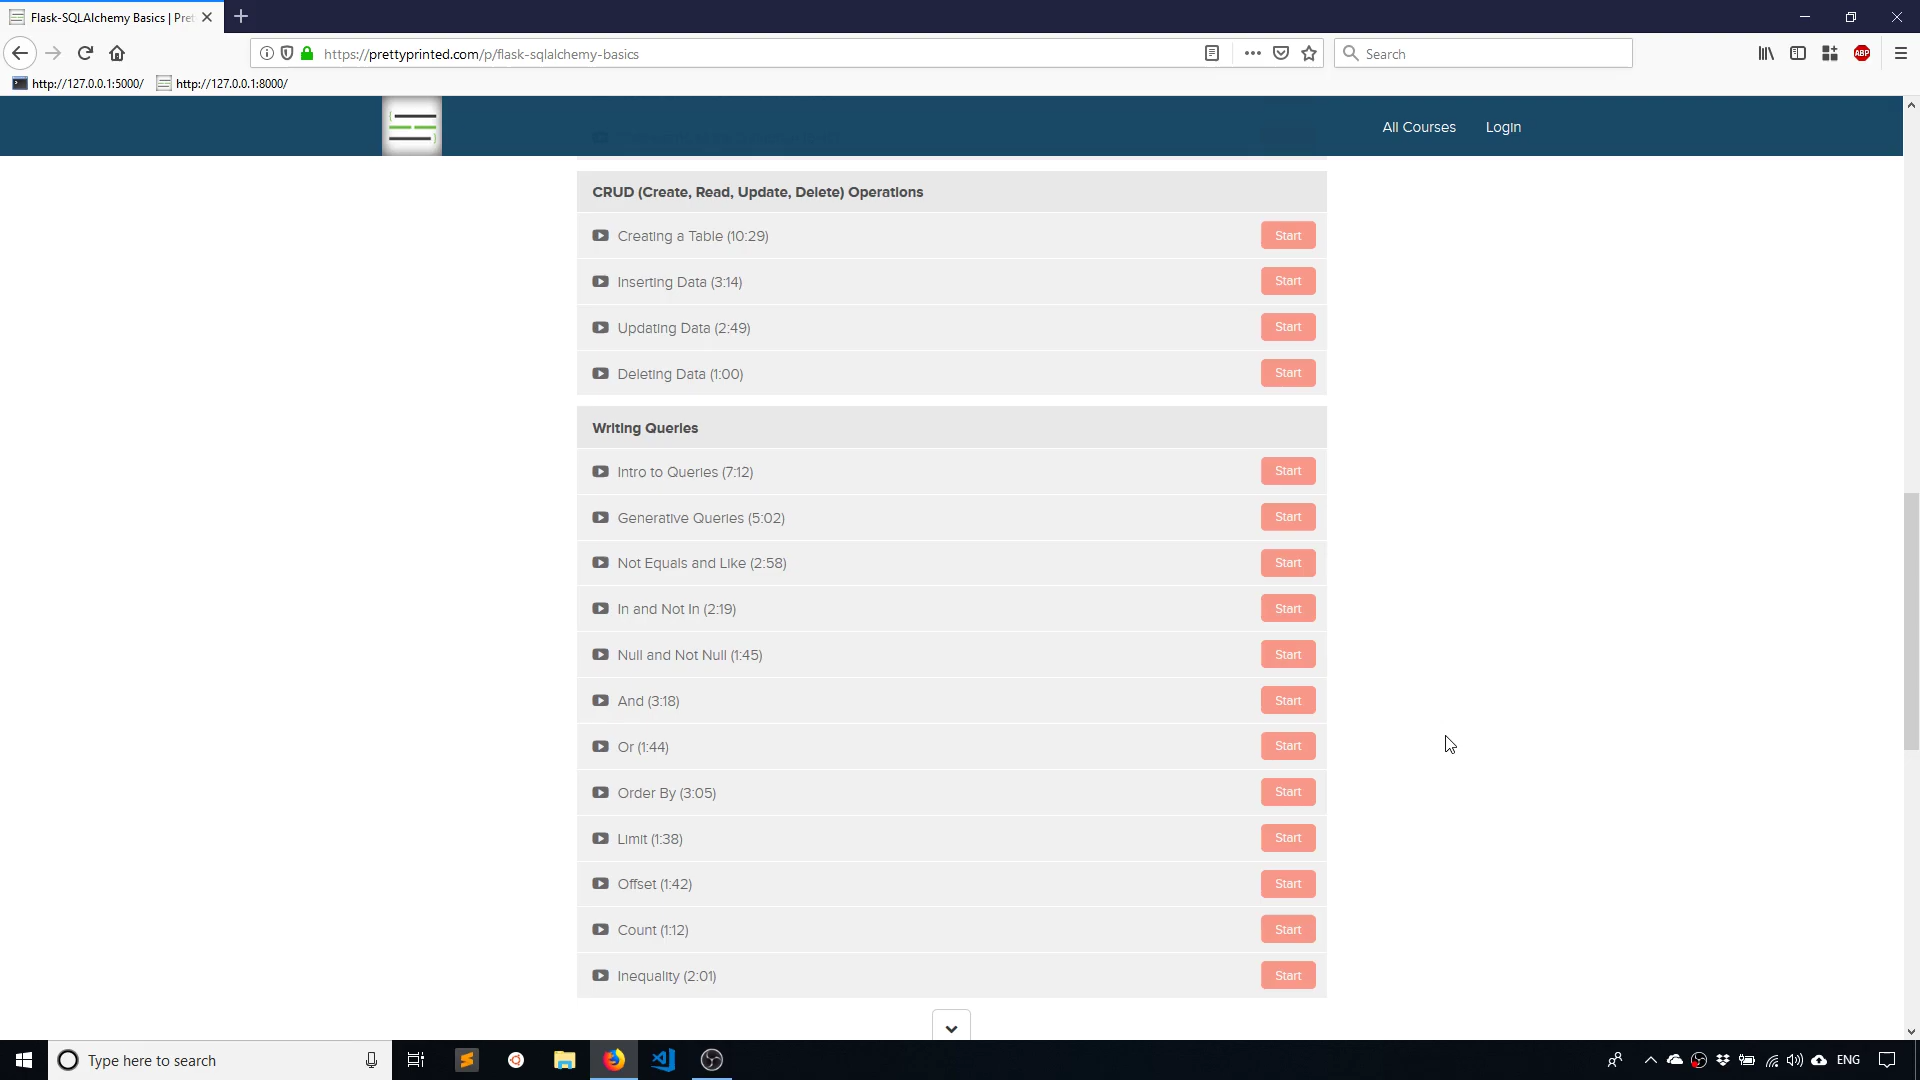 Flask-SQLAlchemy Basics | Pret
https://prettyprinted.com/p/flask-sqlalchemy-basics
Search
ABP
http://127.0.0.1:5000/
http://127.0.0.1:8000/
All Courses
Login
CRUD (Create, Read, Update, Delete) Operations
Creating a Table (10:29)
Start
Inserting Data (3:14)
Start
Updating Data (2:49)
Start
Deleting Data (1:00)
Start
Writing Queries
Intro to Queries (7:12)
Start
Generative Queries (5:02)
Start
Not Equals and Like (2:58)
Start
In and Not In (2:19)
Start
Null and Not Null (1:45)
Start
And (3:18)
Start
Or (1:44)
Start
Order By (3:05)
Start
Limit (1:38)
Start
Offset (1:42)
Start
Count (1:12)
Start
Inequality (2:01)
Start
Type here to search
ENG